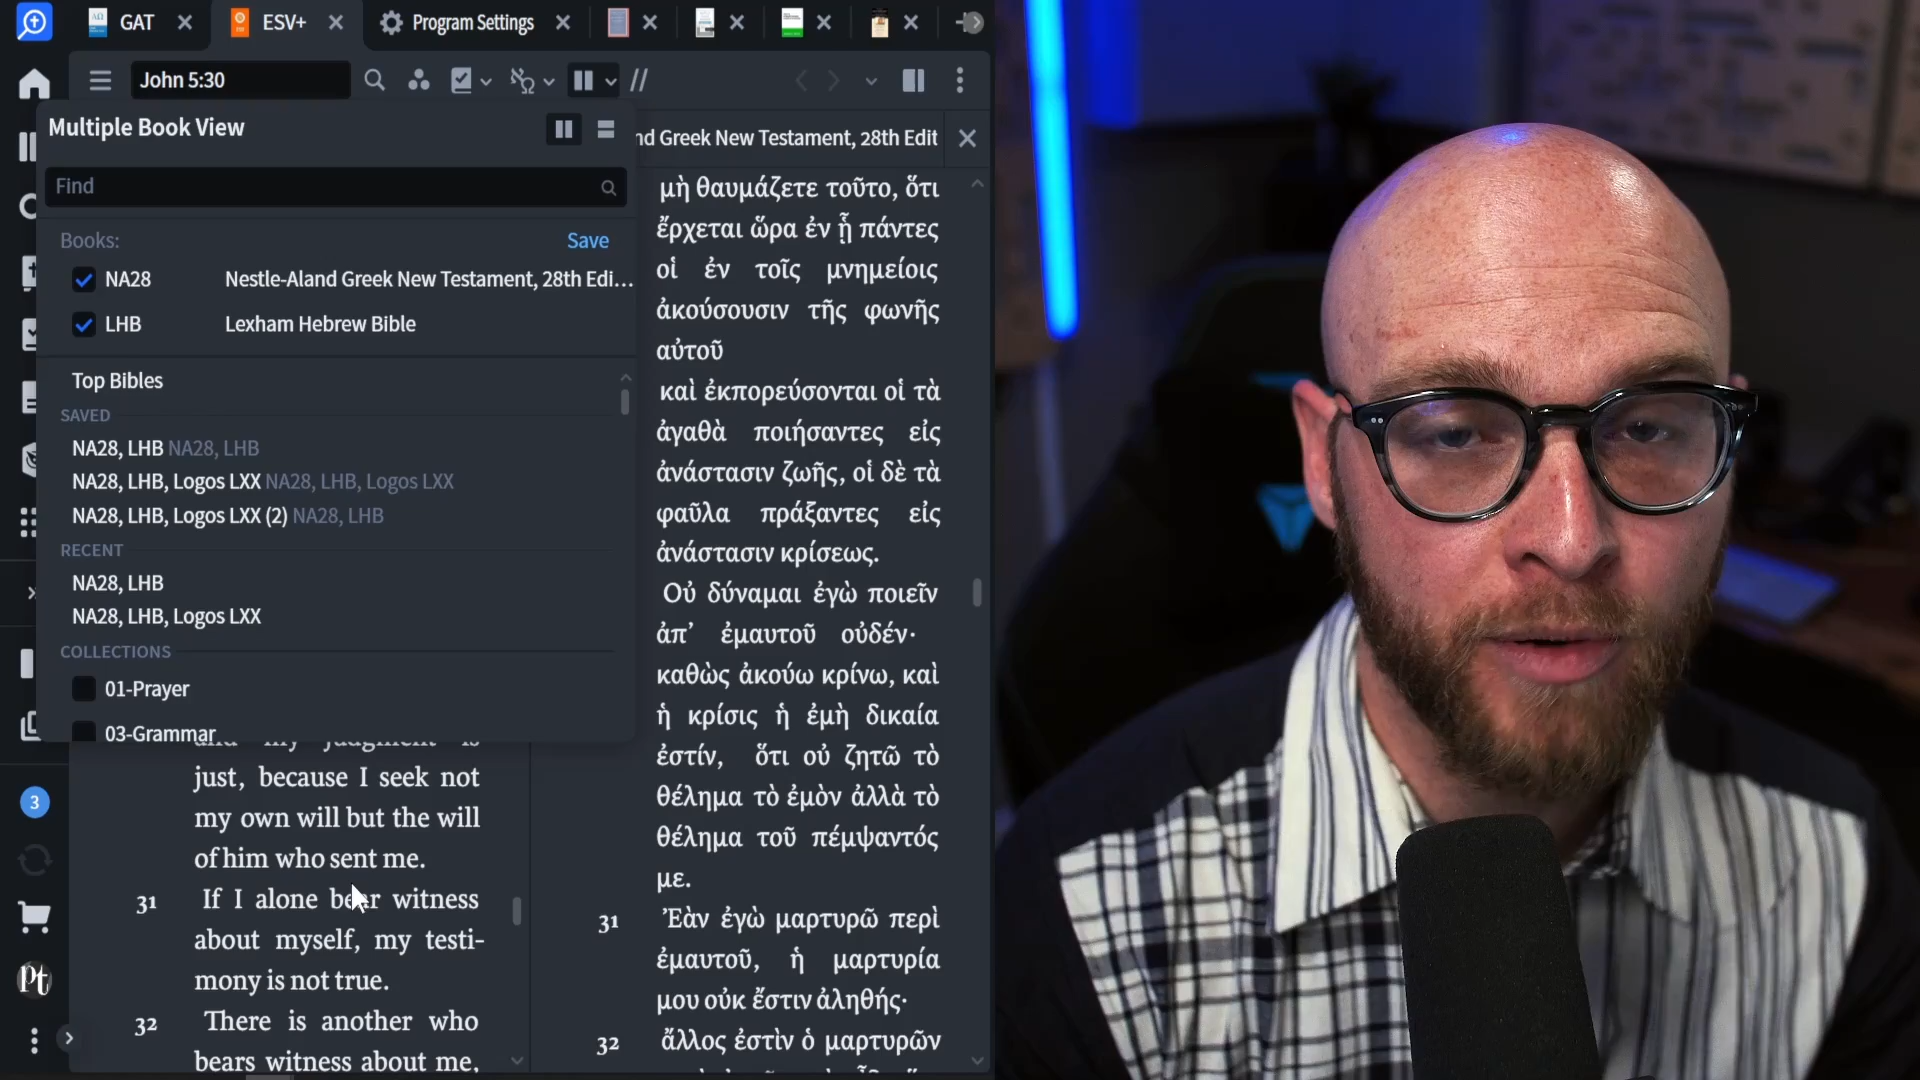 GAT
ESV+
Program Settings
John 5:30
Multiple Book View
nd Greek New Testament, 28th Edit
Find
Books:
Save
NA28
Nestle-Aland Greek New Testament, 28th Edi...
LHB
Lexham Hebrew Bible
Top Bibles
SAVED
NA28, LHB NA28, LHB
NA28, LHB, Logos LXX NA28, LHB, Logos LXX
NA28, LHB, Logos LXX (2) NA28, LHB
RECENT
NA28, LHB
NA28, LHB, Logos LXX
COLLECTIONS
01-Prayer
03-Grammar
and my judgment is
just, because I seek not
my own will but the will
of him who sent me.
31 If I alone bear witness
about myself, my testi-
mony is not true.
32 There is another who
bears witness about me,
μὴ θαυμάζετε τοῦτο, ὅτι
ἔρχεται ὥρα ἐν ᾗ πάντες
οἱ ἐν τοῖς μνημείοις
ἀκούσουσιν τῆς φωνῆς
αὐτοῦ
καὶ ἐκπορεύσονται οἱ τὰ
ἀγαθὰ ποιήσαντες εἰς
ἀνάστασιν ζωῆς, οἱ δὲ τὰ
φαῦλα πράξαντες εἰς
ἀνάστασιν κρίσεως.
Οὐ δύναμαι ἐγὼ ποιεῖν
ἀπ’ ἐμαυτοῦ οὐδέν·
καθὼς ἀκούω κρίνω, καὶ
ἡ κρίσις ἡ ἐμὴ δικαία
ἐστίν, ὅτι οὐ ζητῶ τὸ
θέλημα τὸ ἐμὸν ἀλλὰ τὸ
θέλημα τοῦ πέμψαντός
με.
31 Ἐὰν ἐγὼ μαρτυρῶ περὶ
ἐμαυτοῦ, ἡ μαρτυρία
μου οὐκ ἔστιν ἀληθής·
32 ἄλλος ἐστὶν ὁ μαρτυρῶν
3
Pt